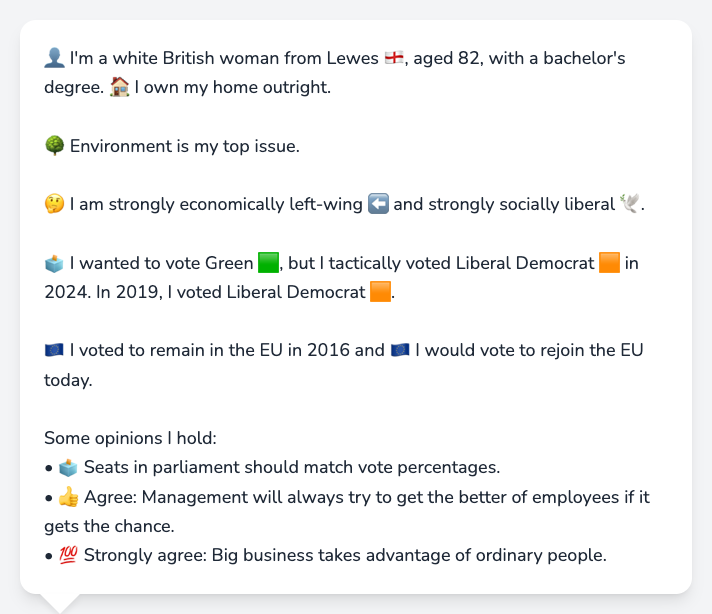 👤 I'm a white British woman from Lewes 🏴󠁧󠁢󠁥󠁮󠁧󠁿, aged 82, with a bachelor's
degree. 🏠 I own my home outright.
🌳 Environment is my top issue.
🤔 I am strongly economically left-wing ⬅️ and strongly socially liberal 🕊️.
🗳️ I wanted to vote Green 🟩, but I tactically voted Liberal Democrat 🟧 in
2024. In 2019, I voted Liberal Democrat 🟧.
🇪🇺 I voted to remain in the EU in 2016 and 🇪🇺 I would vote to rejoin the EU
today.
Some opinions I hold:
• 🗳️ Seats in parliament should match vote percentages.
• 👍 Agree: Management will always try to get the better of employees if it
gets the chance.
• 💯 Strongly agree: Big business takes advantage of ordinary people.